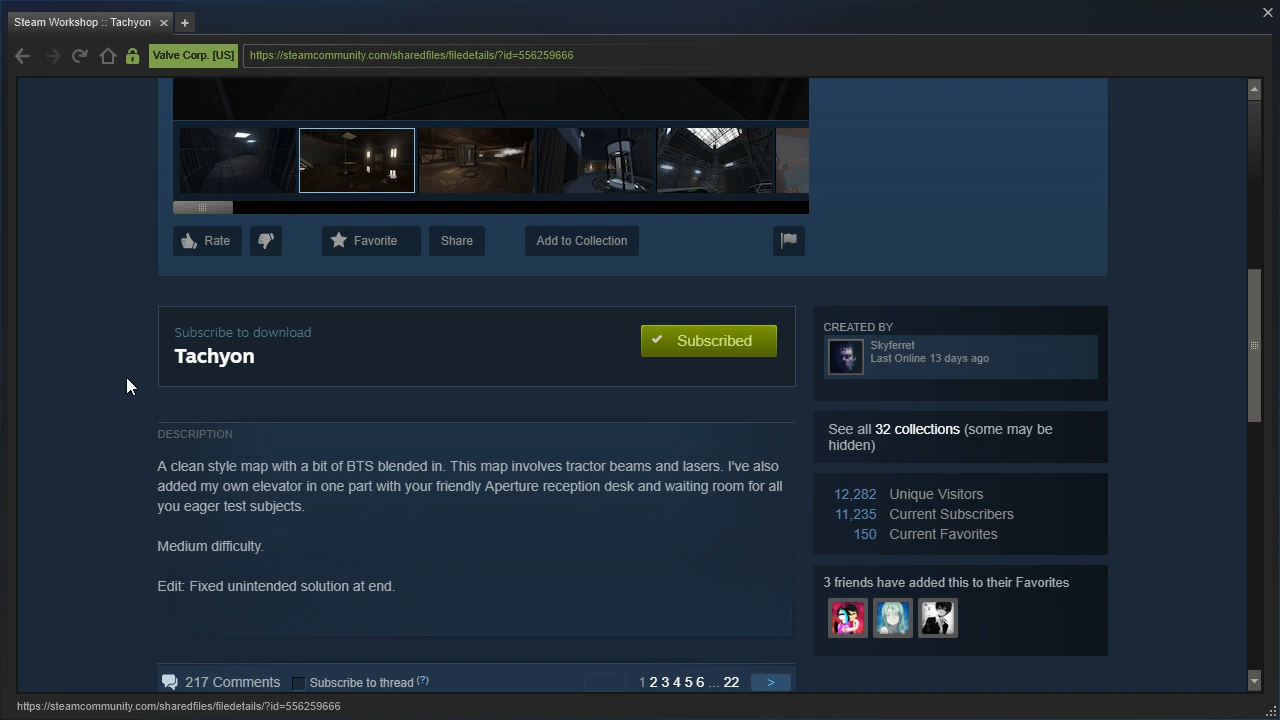 Steam Workshop :: Tachyon
Valve Corp. [US]
https://steamcommunity.com/sharedfiles/filedetails/?id=556259666
Rate
Favorite
Share
Add to Collection
Subscribe to download
Tachyon
Subscribed
DESCRIPTION
A clean style map with a bit of BTS blended in. This map involves tractor beams and lasers. I've also
added my own elevator in one part with your friendly Aperture reception desk and waiting room for all
you eager test subjects.
Medium difficulty.
Edit: Fixed unintended solution at end.
217 Comments
Subscribe to thread (?)
1 2 3 4 5 6 ... 22 >
CREATED BY
Skyferret
Last Online 13 days ago
See all 32 collections (some may be
hidden)
12,282 Unique Visitors
11,235 Current Subscribers
150 Current Favorites
3 friends have added this to their Favorites
https://steamcommunity.com/sharedfiles/filedetails/?id=556259666